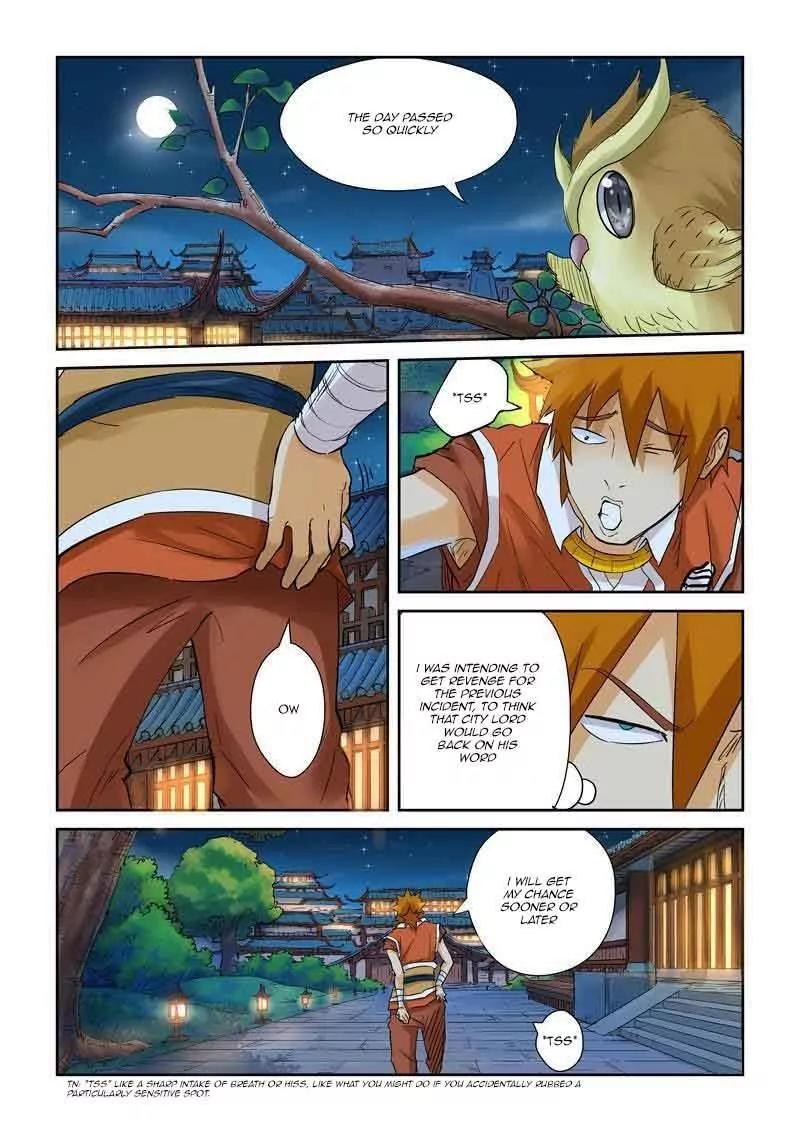 THE DAY PASSED
SO QUICKLY
*TSS*
OW
I WAS INTENDING TO
GET REVENGE FOR
THE PREVIOUS
INCIDENT, TO THINK
THAT CITY LORD
WOULD GO
BACK ON HIS
WORD
I WILL GET
MY CHANCE
SOONER OR
LATER
*TSS*
TN: "TSS" LIKE A SHARP INTAKE OF BREATH OR HISS, LIKE WHAT YOU MIGHT DO IF YOU ACCIDENTALLY RUBBED A
PARTICULARLY SENSITIVE SPOT.